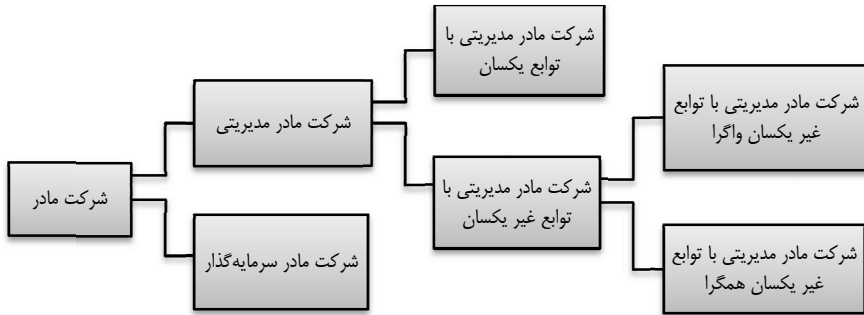 شرکت مادر
شرکت مادر مدیریتی
شرکت مادر سرمایه‌گذار
شرکت مادر مدیریتی با
توابع یکسان
شرکت مادر مدیریتی با
توابع غیر یکسان
شرکت مادر مدیریتی با توابع
غیر یکسان واگرا
شرکت مادر مدیریتی با توابع
غیر یکسان همگرا